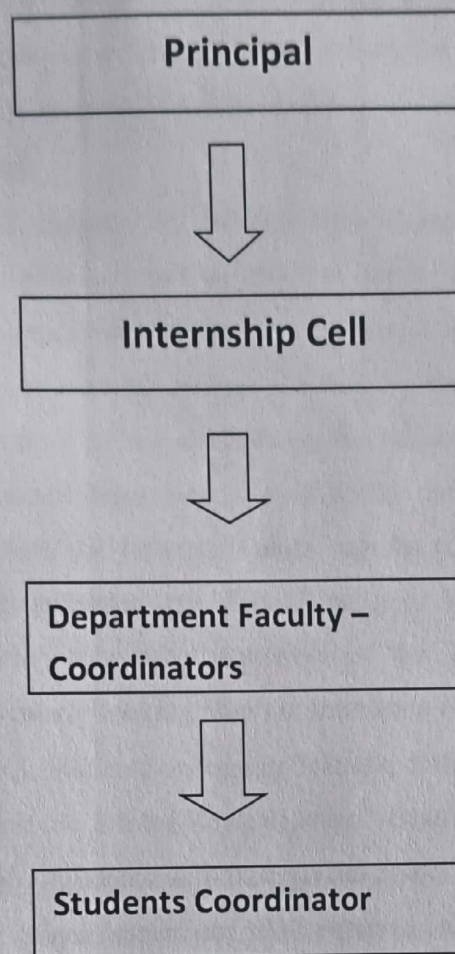 Principal
Internship Cell
Department Faculty –
Coordinators
Students Coordinator